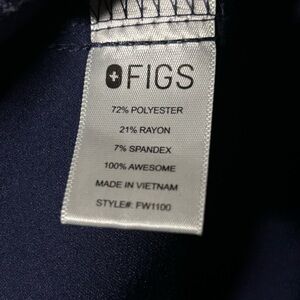 FIGS
72% POLYESTER
21% RAYON
7% SPANDEX
100% AWESOME
MADE IN VIETNAM
STYLE#: FW1100